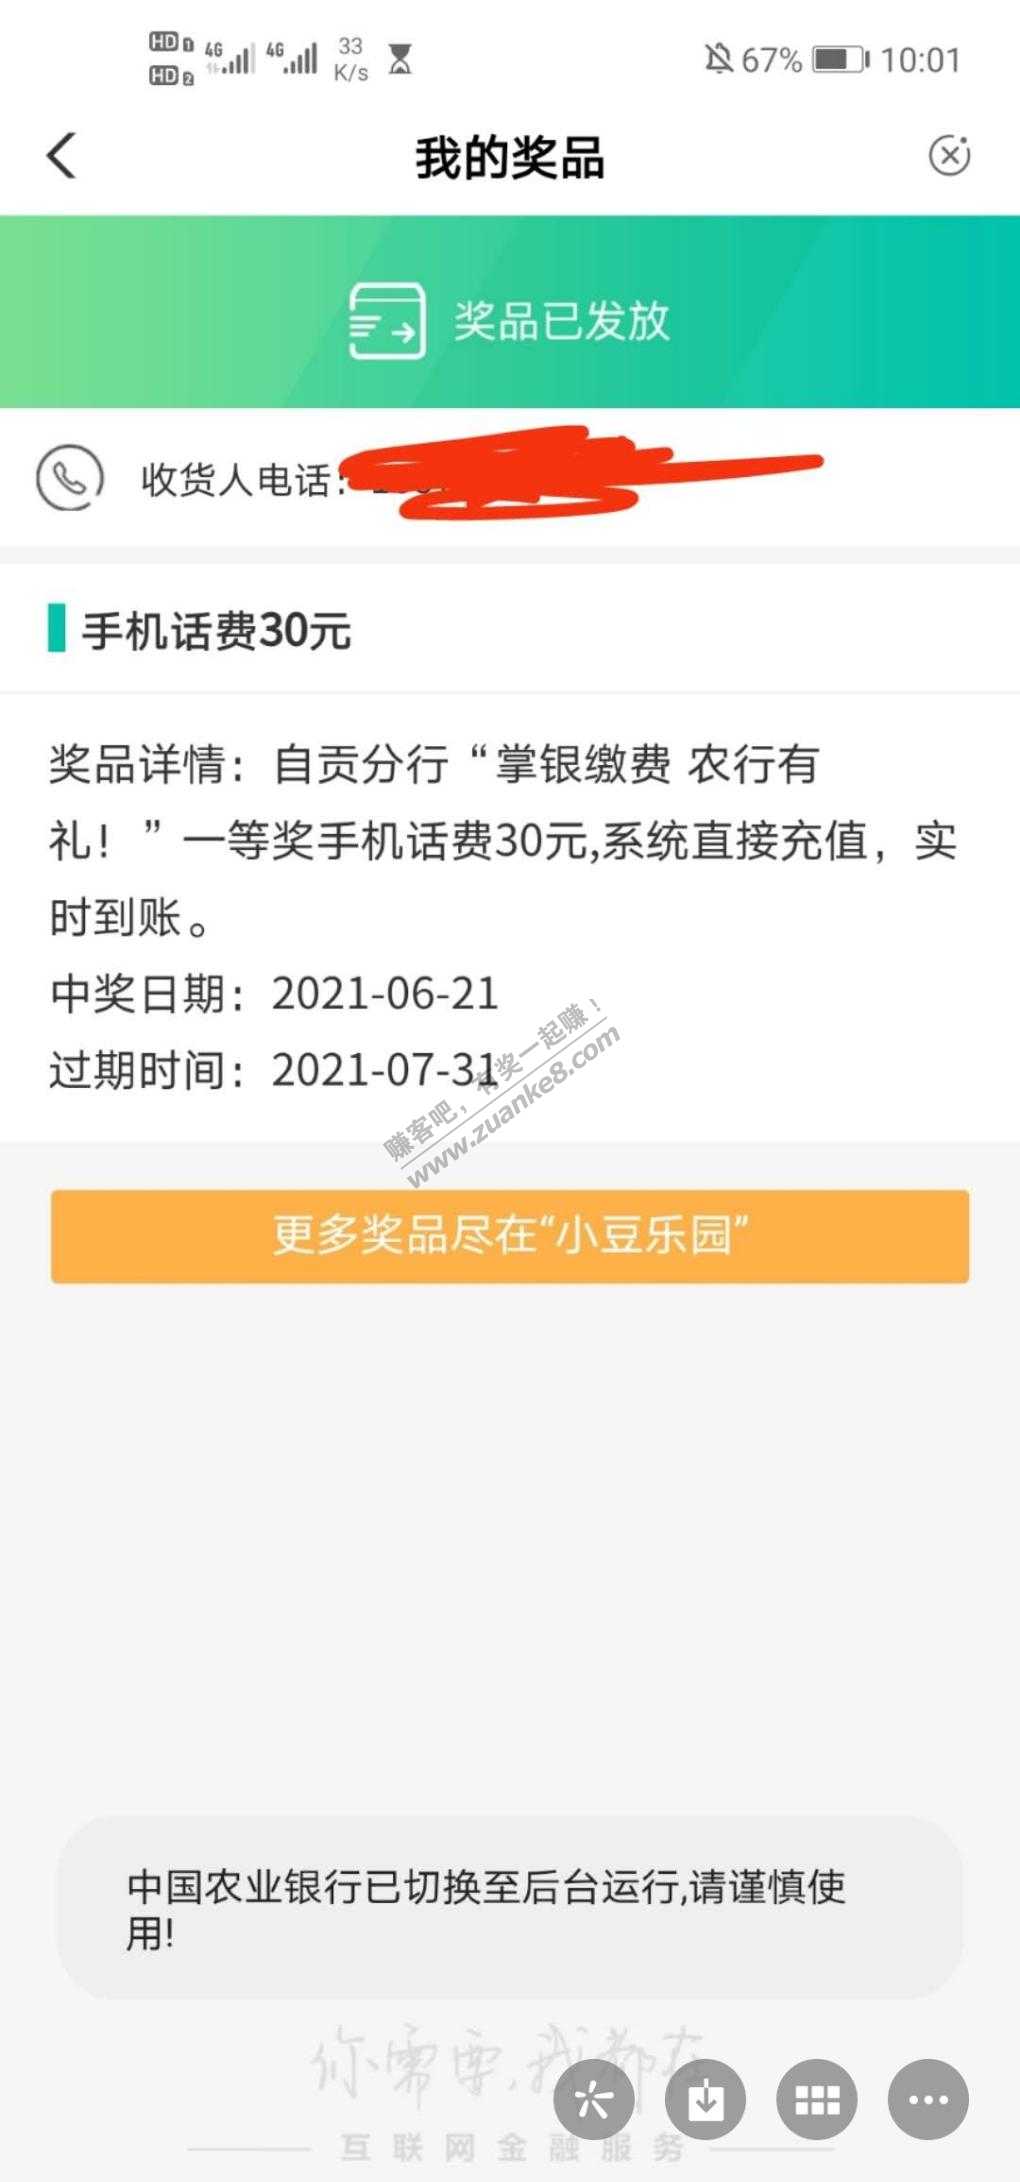 HD 1 4G 4G 33 67% 10:01
HD 2 K/s
我的奖品
奖品已发放
收货人电话:
手机话费30元
奖品详情：自贡分行“掌银缴费 农行有
礼！”一等奖手机话费30元,系统直接充值，实
时到账。
中奖日期：2021-06-21
过期时间：2021-07-31
赚客吧，有奖一起赚！
www.zuanke8.com
更多奖品尽在“小豆乐园”
中国农业银行已切换至后台运行,请谨慎使
用!
你需要,我都在
互联网金融服务